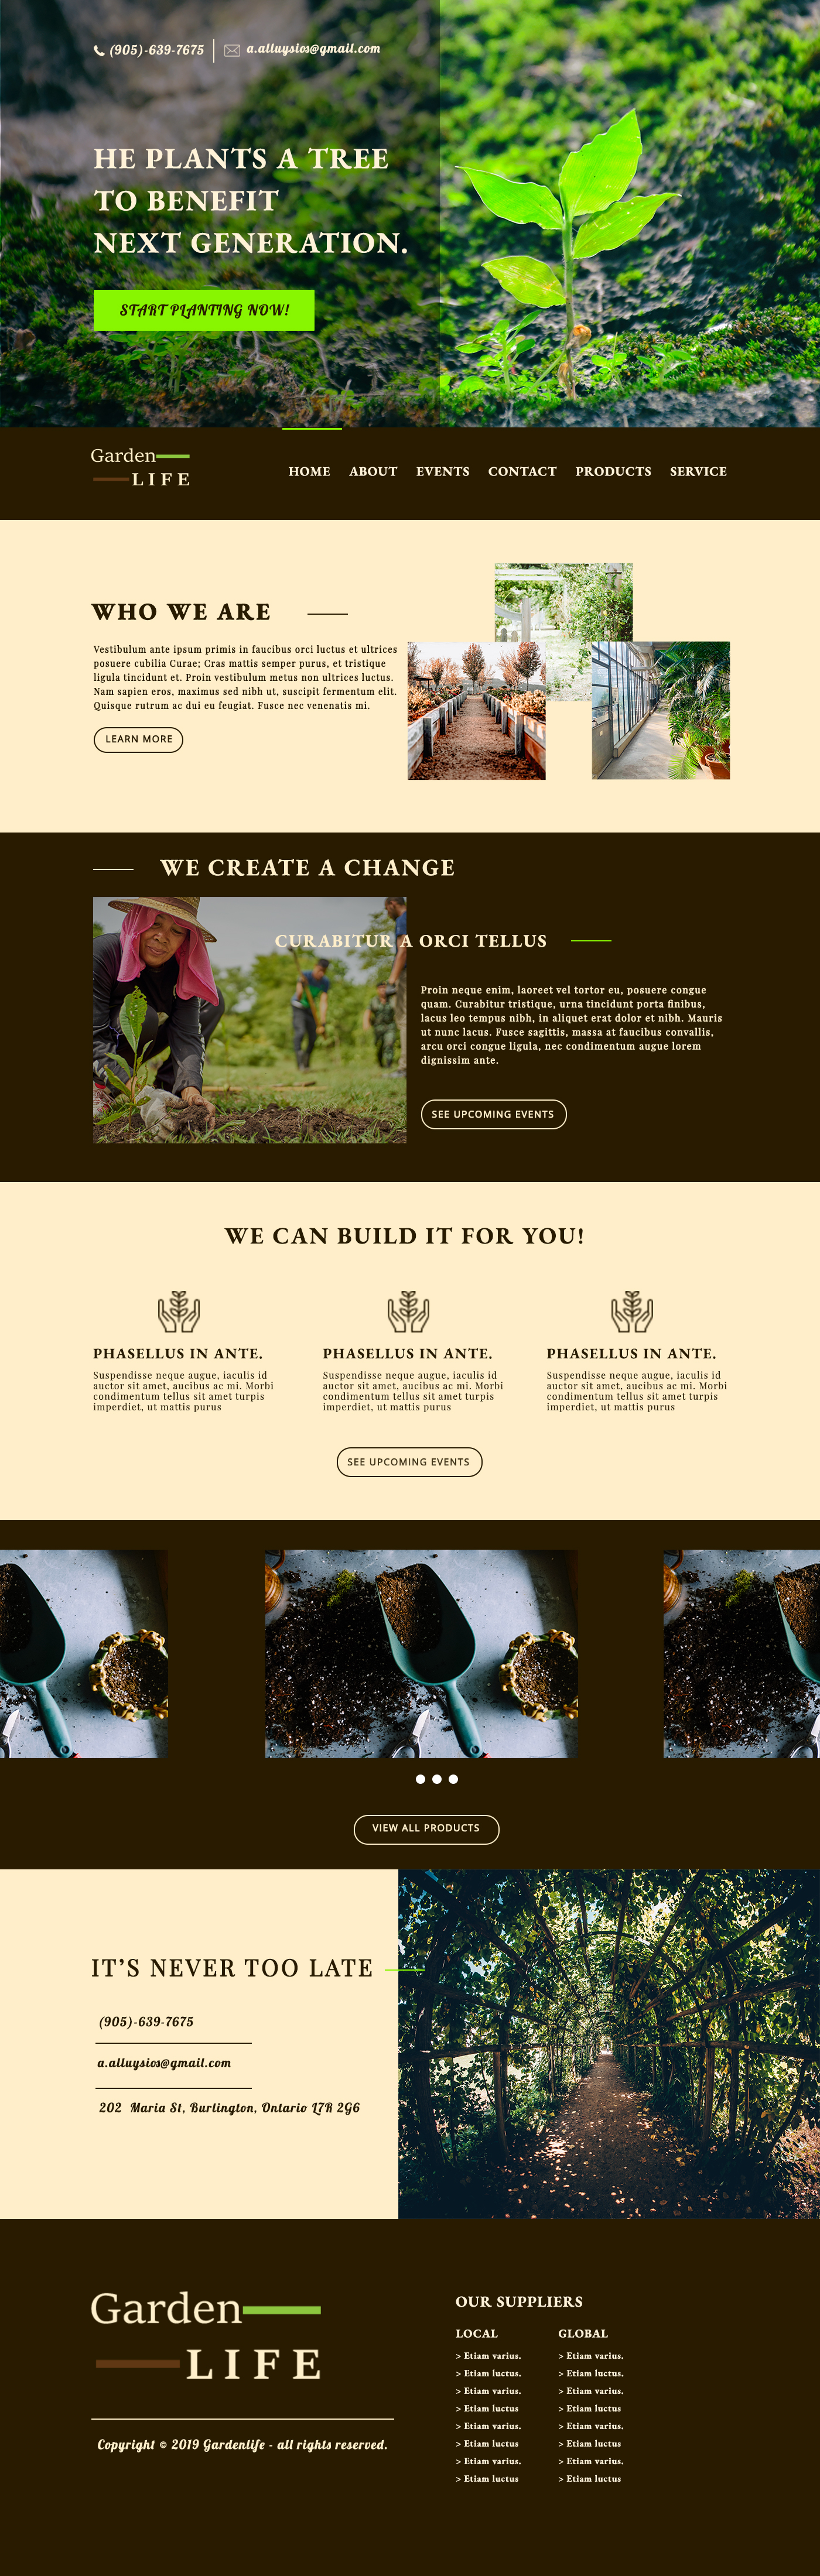 (905)-639-7675
a.alluysios@gmail.com
HE PLANTS A TREE
TO BENEFIT
NEXT GENERATION.
START PLANTING NOW!
Garden
LIFE
HOME ABOUT EVENTS CONTACT PRODUCTS SERVICE
WHO WE ARE
Vestibulum ante ipsum primis in faucibus orci luctus et ultrices
posuere cubilia Curae; Cras mattis semper purus, et tristique
ligula tincidunt et. Proin vestibulum metus non ultrices luctus.
Nam sapien eros, maximus sed nibh ut, suscipit fermentum elit.
Quisque rutrum ac dui eu feugiat. Fusce nec venenatis mi.
LEARN MORE
WE CREATE A CHANGE
CURABITUR A ORCI TELLUS
Proin neque enim, laoreet vel tortor eu, posuere congue
quam. Curabitur tristique, urna tincidunt porta finibus,
lacus leo tempus nibh, in aliquet erat dolor et nibh. Mauris
ut nunc lacus. Fusce sagittis, massa at faucibus convallis,
arcu orci congue ligula, nec condimentum augue lorem
dignissim ante.
SEE UPCOMING EVENTS
WE CAN BUILD IT FOR YOU!
PHASELLUS IN ANTE.
Suspendisse neque augue, iaculis id
auctor sit amet, aucibus ac mi. Morbi
condimentum tellus sit amet turpis
imperdiet, ut mattis purus
PHASELLUS IN ANTE.
Suspendisse neque augue, iaculis id
auctor sit amet, aucibus ac mi. Morbi
condimentum tellus sit amet turpis
imperdiet, ut mattis purus
PHASELLUS IN ANTE.
Suspendisse neque augue, iaculis id
auctor sit amet, aucibus ac mi. Morbi
condimentum tellus sit amet turpis
imperdiet, ut mattis purus
SEE UPCOMING EVENTS
VIEW ALL PRODUCTS
IT'S NEVER TOO LATE
(905)-639-7675
a.alluysios@gmail.com
202 Maria St, Burlington, Ontario L7R 2G6
Garden
LIFE
Copyright © 2019 Gardenlife - all rights reserved.
OUR SUPPLIERS
LOCAL
> Etiam varius.
> Etiam luctus.
> Etiam varius.
> Etiam luctus
> Etiam varius.
> Etiam luctus
> Etiam varius.
> Etiam luctus
GLOBAL
> Etiam varius.
> Etiam luctus.
> Etiam varius.
> Etiam luctus
> Etiam varius.
> Etiam luctus
> Etiam varius.
> Etiam luctus